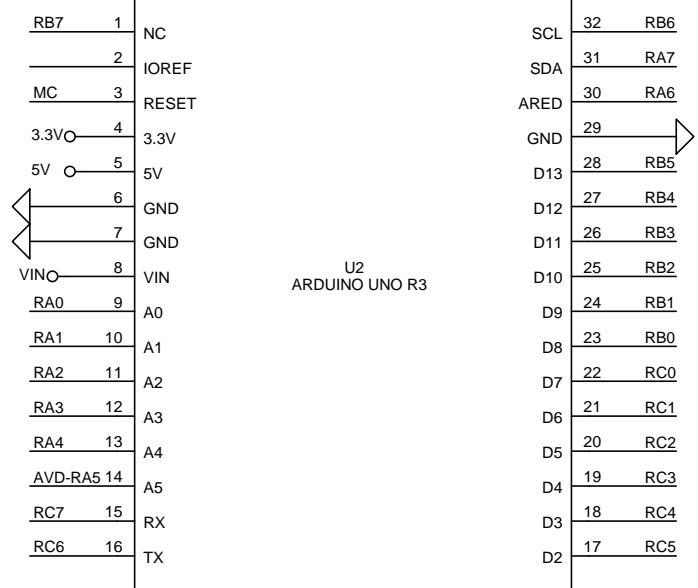 RB7 1 NC
2 IOREF
MC 3 RESET
3.3V 4 3.3V
5V 5 5V
6 GND
7 GND
VIN 8 VIN
RA0 9 A0
RA1 10 A1
RA2 11 A2
RA3 12 A3
RA4 13 A4
AVD-RA5 14 A5
RC7 15 RX
RC6 16 TX
U2
ARDUINO UNO R3
SCL 32 RB6
SDA 31 RA7
ARED 30 RA6
GND 29
D13 28 RB5
D12 27 RB4
D11 26 RB3
D10 25 RB2
D9 24 RB1
D8 23 RB0
D7 22 RC0
D6 21 RC1
D5 20 RC2
D4 19 RC3
D3 18 RC4
D2 17 RC5